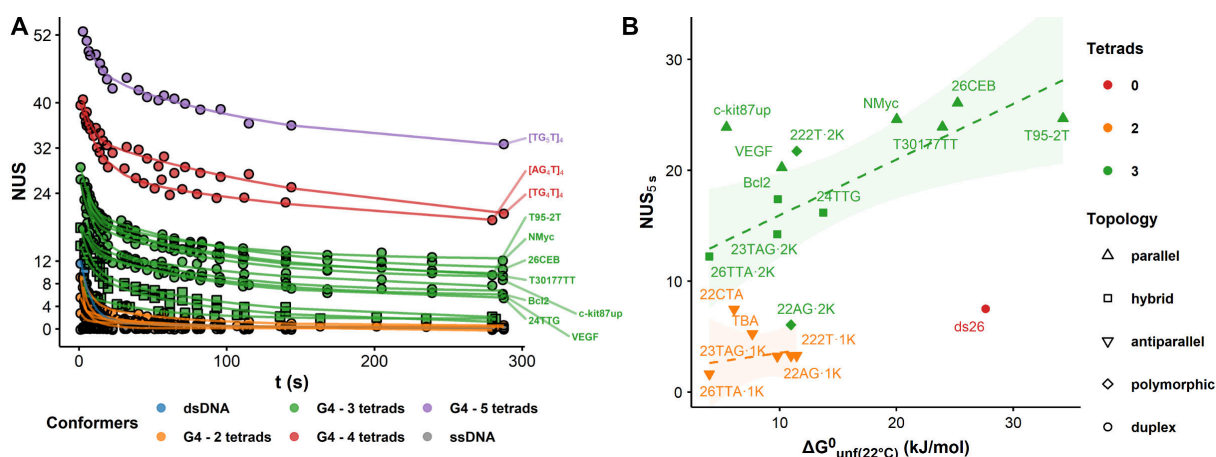 A
NUS
52
40
32
24
12
8
4
0
0
100
200
300
t (s)
[TG₅T]₄
[AG₄T]₄
[TG₄T]₄
T95-2T
NMyc
26CEB
T30177TT
c-kit87up
Bcl2
24TTG
VEGF
Conformers
dsDNA
G4 - 3 tetrads
G4 - 5 tetrads
G4 - 2 tetrads
G4 - 4 tetrads
ssDNA
B
NUS₅ ₛ
30
20
10
0
0
10
20
30
ΔG⁰unf(22°C) (kJ/mol)
26CEB
NMyc
c-kit87up
222T·2K
T30177TT
T95-2T
VEGF
Bcl2
24TTG
23TAG·2K
26TTA·2K
22CTA
22AG·2K
TBA
ds26
23TAG·1K
222T·1K
22AG·1K
26TTA·1K
Tetrads
0
2
3
Topology
parallel
hybrid
antiparallel
polymorphic
duplex